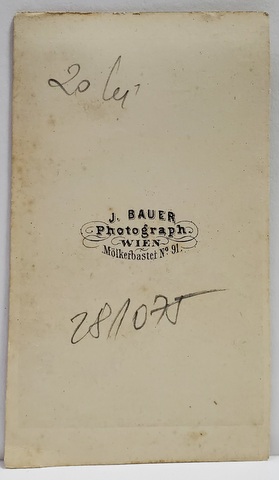 20 lei
J. BAUER
Photograph.
WIEN
Mölkerbastei No 91.
281075